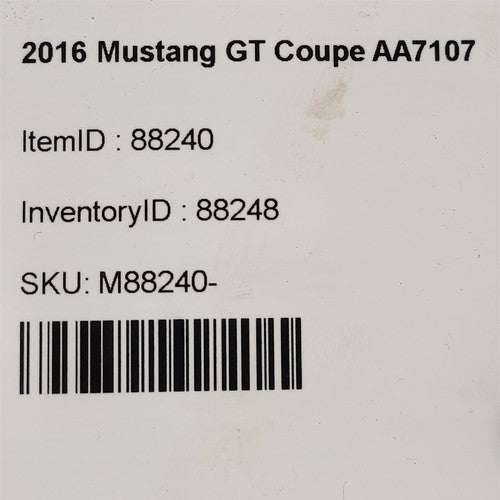 2016 Mustang GT Coupe AA7107
ItemID : 88240
InventoryID : 88248
SKU: M88240-